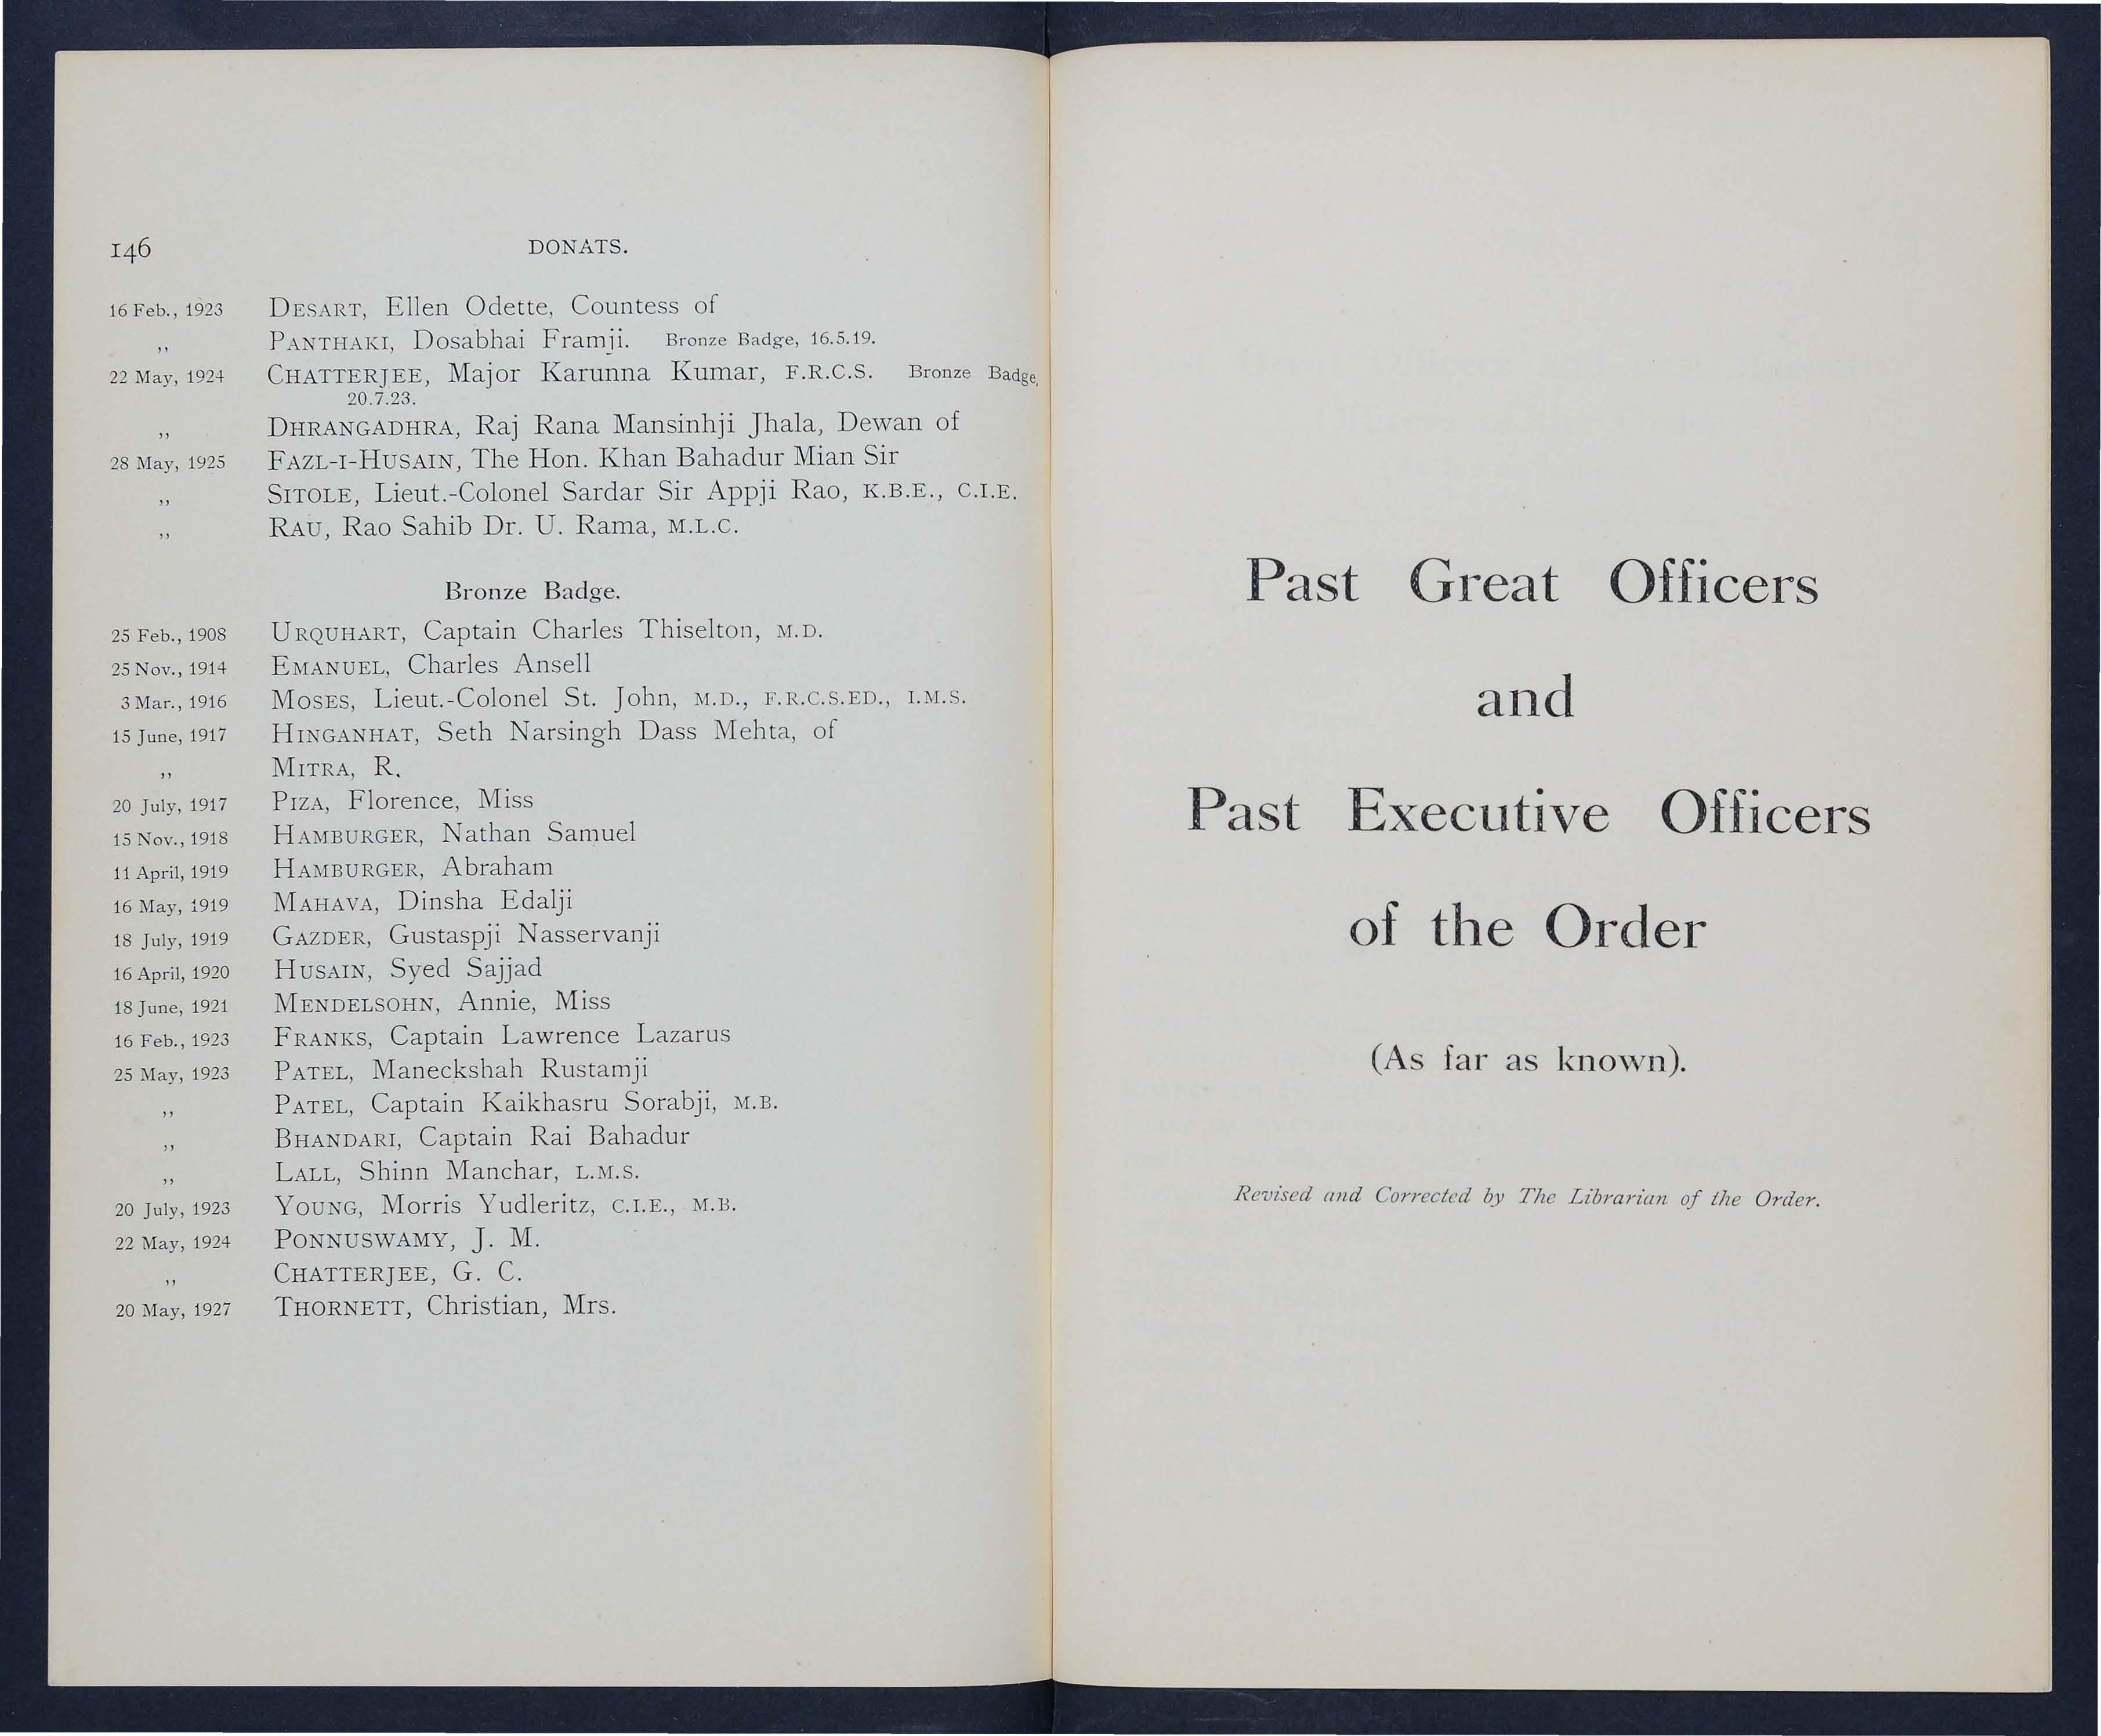 146 DONATS.
16 Feb., 1923 DESART, Ellen Odette, Countess of
,, PANTHAKI, Dosabhai Framji. Bronze Badge, 16.5.19.
22 May, 1924 CHATTERJEE, Major Karunna Kumar, F.R.C.S. Bronze Badge,
20.7.23.
,, DHRANGADHRA, Raj Rana Mansinhji Jhala, Dewan of
28 May, 1925 FAZL-I-HUSAIN, The Hon. Khan Bahadur Mian Sir
,, SITOLE, Lieut.-Colonel Sardar Sir Appji Rao, K.B.E., C.I.E.
,, RAU, Rao Sahib Dr. U. Rama, M.L.C.
Bronze Badge.
25 Feb., 1908 URQUHART, Captain Charles Thiselton, M.D.
25 Nov., 1914 EMANUEL, Charles Ansell
3 Mar., 1916 MOSES, Lieut.-Colonel St. John, M.D., F.R.C.S.ED., I.M.S.
15 June, 1917 HINGANHAT, Seth Narsingh Dass Mehta, of
,, MITRA, R.
20 July, 1917 PIZA, Florence, Miss
15 Nov., 1918 HAMBURGER, Nathan Samuel
11 April, 1919 HAMBURGER, Abraham
16 May, 1919 MAHAVA, Dinsha Edalji
18 July, 1919 GAZDER, Gustaspji Nasservanji
16 April, 1920 HUSAIN, Syed Sajjad
18 June, 1921 MENDELSOHN, Annie, Miss
16 Feb., 1923 FRANKS, Captain Lawrence Lazarus
25 May, 1923 PATEL, Maneckshah Rustamji
,, PATEL, Captain Kaikhasru Sorabji, M.B.
,, BHANDARI, Captain Rai Bahadur
,, LALL, Shinn Manchar, L.M.S.
20 July, 1923 YOUNG, Morris Yudleritz, C.I.E., M.B.
22 May, 1924 PONNUSWAMY, J. M.
,, CHATTERJEE, G. C.
20 May, 1927 THORNETT, Christian, Mrs.
Past Great Officers
and
Past Executive Officers
of the Order
(As far as known).
Revised and Corrected by The Librarian of the Order.